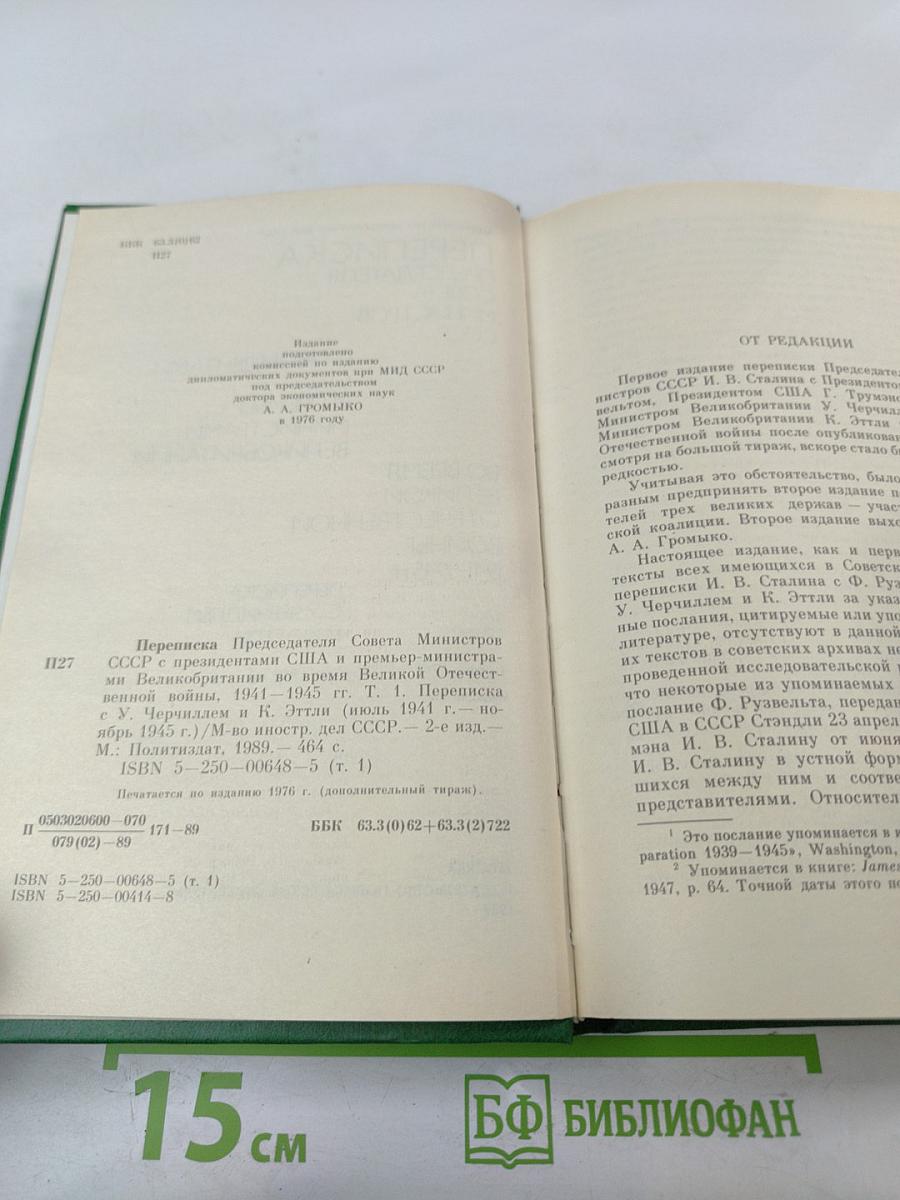 ББК 63.3(0)62
П27
Издание
подготовлено
комиссией по изданию
дипломатических документов при МИД СССР
под председательством
доктора экономических наук
А. А. ГРОМЫКО
в 1976 году
Переписка Председателя Совета Министров
П27 СССР с президентами США и премьер-министра-
ми Великобритании во время Великой Отечест-
венной войны, 1941—1945 гг. Т. 1. Переписка
с У. Черчиллем и К. Эттли (июль 1941 г.— но-
ябрь 1945 г.)/М-во иностр. дел СССР.— 2-е изд.—
М.: Политиздат, 1989.— 464 с.
ISBN 5—250—00648—5 (т. 1)
Печатается по изданию 1976 г. (дополнительный тираж).
П 0503020600—070 171—89 ББК 63.3(0)62+63.3(2)722
079(02)—89
ISBN 5—250—00648—5 (т. 1)
ISBN 5—250—00414—8
ОТ РЕДАКЦИИ
Первое издание переписки Председател
нистров СССР И. В. Сталина с Президентом
вельтом, Президентом США Г. Трумэно
Министром Великобритании У. Черчилл
Министром Великобритании К. Эттли
Отечественной войны после опубликован
смотря на большой тираж, вскоре стало би
редкостью.
Учитывая это обстоятельство, было
разным предпринять второе издание пе
телей трех великих держав — участ
ской коалиции. Второе издание выхо
А. А. Громыко.
Настоящее издание, как и перв
тексты всех имеющихся в Советск
переписки И. В. Сталина с Ф. Руз
У. Черчиллем и К. Эттли за указ
ные послания, цитируемые или упо
литературе, отсутствуют в данной
их текстов в советских архивах не
проведенной исследовательской р
что некоторые из упоминаемых
послание Ф. Рузвельта, передан
США в СССР Стэндли 23 апрел
мэна И. В. Сталину от июня
И. В. Сталину в устной форм
шихся между ним и соотве
представителями. Относител
1 Это послание упоминается в к
paration 1939—1945», Washington,
2 Упоминается в книге: James
1947, p. 64. Точной даты этого по
15 см
БФ БИБЛИОФАН